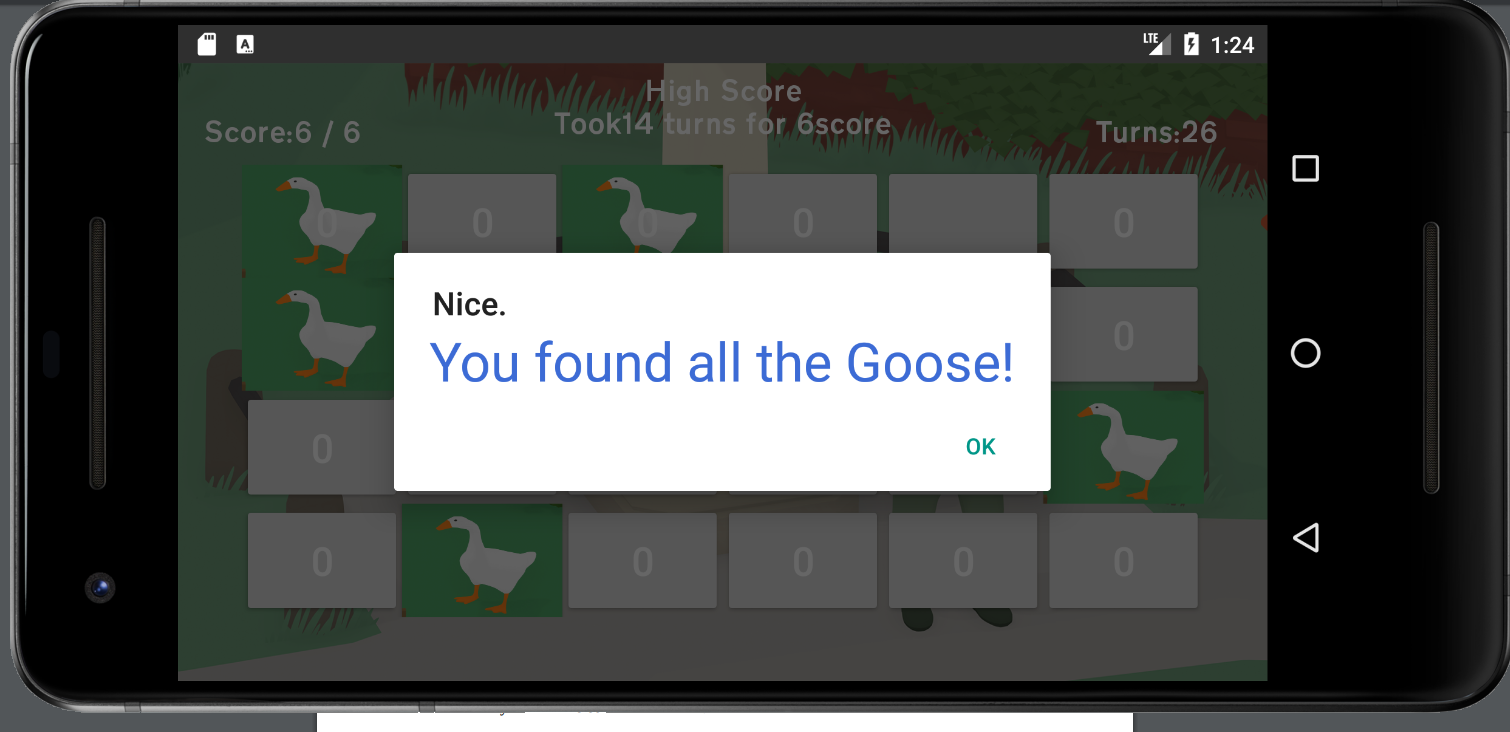 LTE 1:24
High Score
Score:6 / 6
Took14 turns for 6score
Turns:26
0 0 0 0 0
Nice.
You found all the Goose!
0
0
OK
0 0 0 0 0